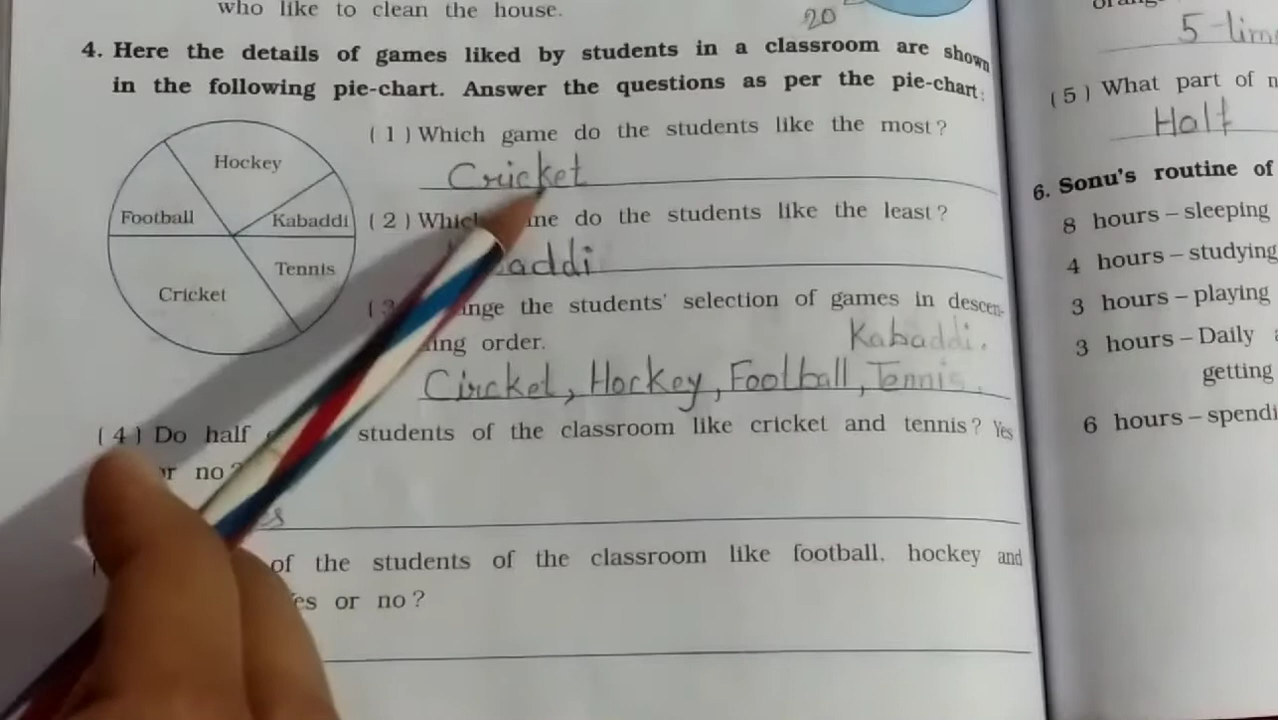 who like to clean the house.
20
4. Here the details of games liked by students in a classroom are shown
in the following pie-chart. Answer the questions as per the pie-chart:
Hockey
Football
Kabaddi
Tennis
Cricket
( 1 ) Which game do the students like the most?
Cricket
( 2 ) Which me do the students like the least?
addi
nge the students' selection of games in descen-
ing order.
Kabaddi.
Circket, Hockey, Football, Tennis,
( 4 ) Do half students of the classroom like cricket and tennis? Yes
or no?
es
of the students of the classroom like football, hockey and
es or no?
5-lim
( 5 ) What part of
Half
6. Sonu's routine of
8 hours – sleeping
4 hours – studying
3 hours – playing
3 hours – Daily
getting
6 hours – spendi